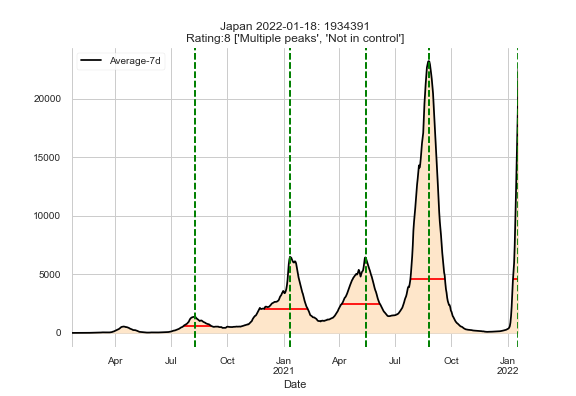 Japan 2022-01-18: 1934391
Rating:8 ['Multiple peaks', 'Not in control']
Average-7d
20000
15000
10000
5000
0
Apr Jul Oct Jan Apr Jul Oct Jan
2021 2022
Date